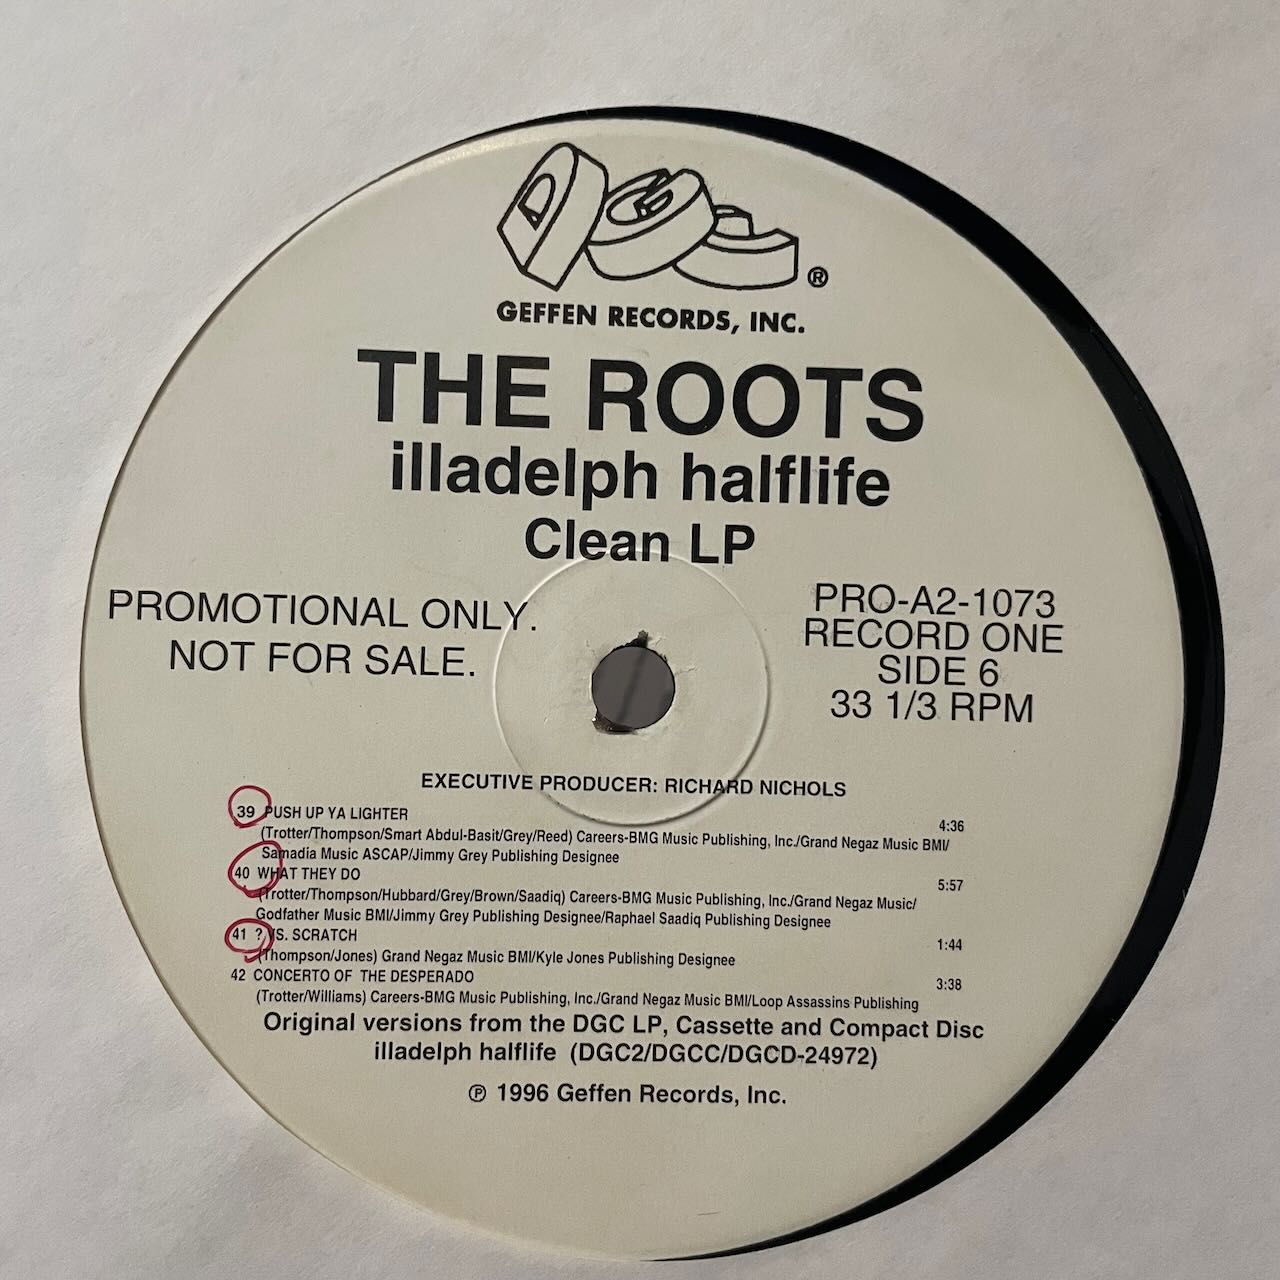 DGC ®
GEFFEN RECORDS, INC.
THE ROOTS
illadelph halflife
Clean LP
PROMOTIONAL ONLY.
NOT FOR SALE.
PRO-A2-1073
RECORD ONE
SIDE 6
33 1/3 RPM
EXECUTIVE PRODUCER: RICHARD NICHOLS
39 PUSH UP YA LIGHTER 4:36
(Trotter/Thompson/Smart Abdul-Basit/Grey/Reed) Careers-BMG Music Publishing, Inc./Grand Negaz Music BMI/
Samadia Music ASCAP/Jimmy Grey Publishing Designee
40 WHAT THEY DO 5:57
(Trotter/Thompson/Hubbard/Grey/Brown/Saadiq) Careers-BMG Music Publishing, Inc./Grand Negaz Music/
Godfather Music BMI/Jimmy Grey Publishing Designee/Raphael Saadiq Publishing Designee
41 ? VS. SCRATCH 1:44
(Thompson/Jones) Grand Negaz Music BMI/Kyle Jones Publishing Designee
42 CONCERTO OF THE DESPERADO 3:38
(Trotter/Williams) Careers-BMG Music Publishing, Inc./Grand Negaz Music BMI/Loop Assassins Publishing
Original versions from the DGC LP, Cassette and Compact Disc
illadelph halflife (DGC2/DGCC/DGCD-24972)
℗ 1996 Geffen Records, Inc.